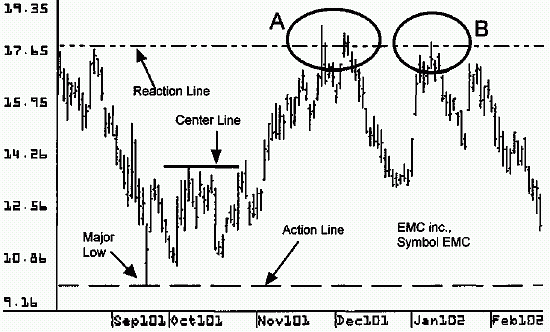 19.35
A
B
17.65
Reaction Line
15.95
Center Line
14.26
12.56
Major
Low
Action Line
EMC inc.,
Symbol EMC
10.86
9.16
Sep101 Oct101 Nov101 Dec101 Jan102 Feb102